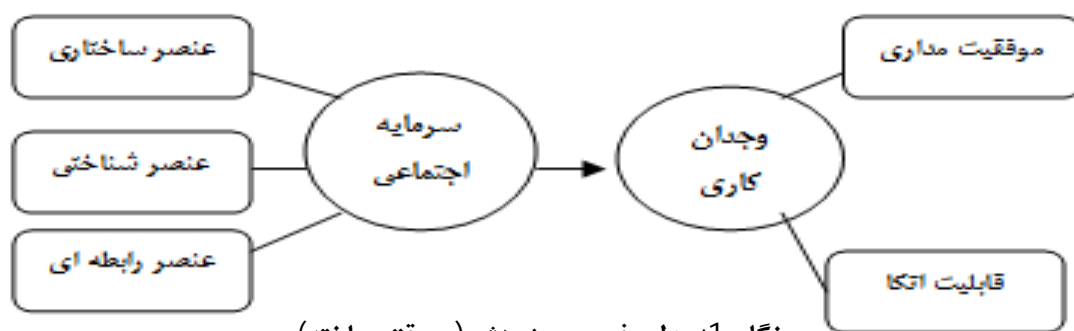 عنصر ساختاری
عنصر شناختی
عنصر رابطه ای
سرمایه
اجتماعی
وجدان
کاری
موفقیت مداری
قابلیت اتکا